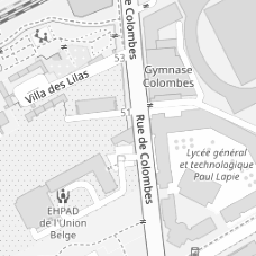 de Colombes
53
Gymnase
Colombes
Villa des Lilas
51
Rue de Colombes
Lycée général
et technologique
Paul Lapie
EHPAD
de l'Union
Belge